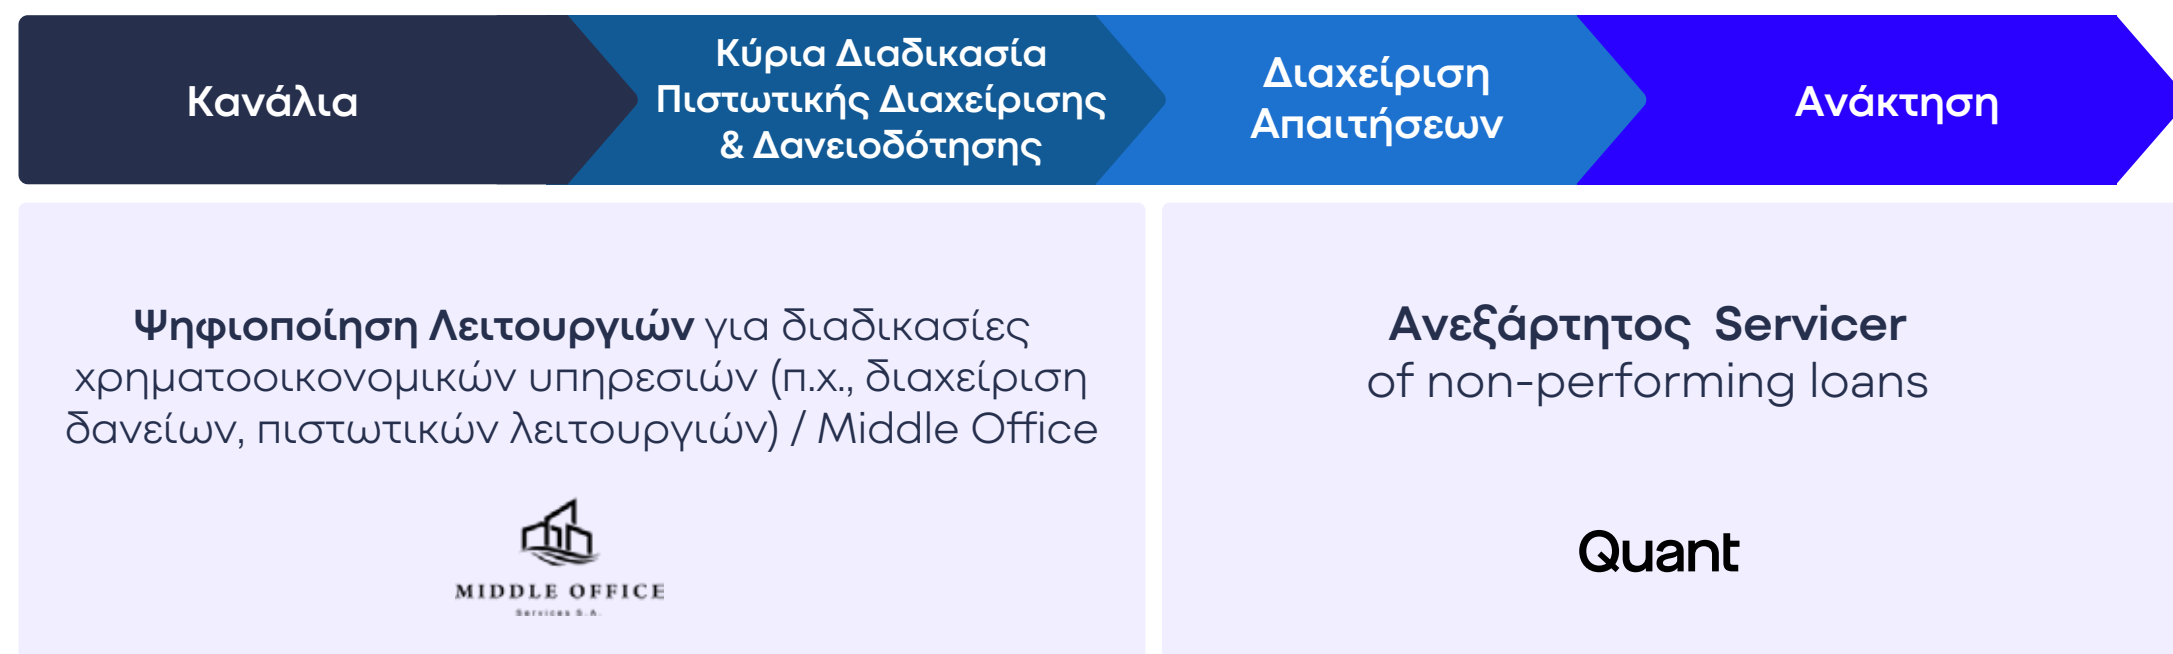 Κανάλια
Κύρια Διαδικασία
Πιστωτικής Διαχείρισης
& Δανειοδότησης
Διαχείριση
Απαιτήσεων
Ανάκτηση
Ψηφιοποίηση Λειτουργιών για διαδικασίες
χρηματοοικονομικών υπηρεσιών (π.χ., διαχείριση
δανείων, πιστωτικών λειτουργιών) / Middle Office
MIDDLE OFFICE
Services S.A.
Ανεξάρτητος Servicer
of non-performing loans
Quant